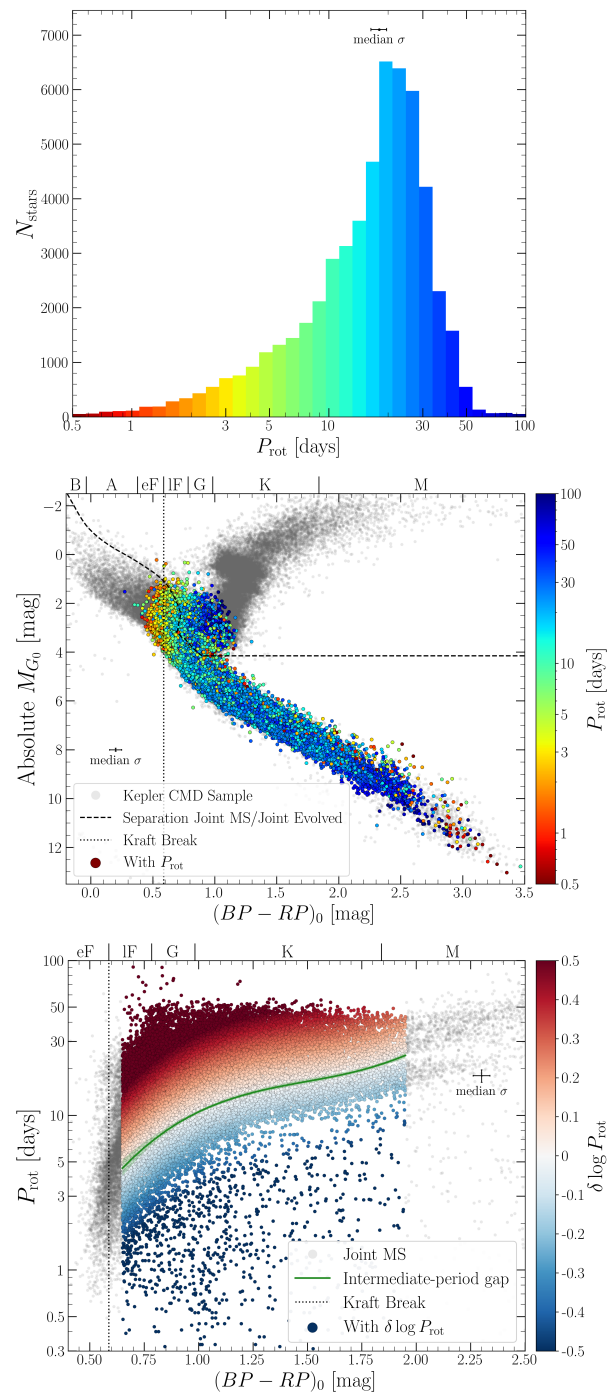 7000
6000
5000
4000
3000
2000
1000
0
N_stars
median σ
0.5 1 3 5 10 30 50 100
P_rot [days]
B A eF lF G K M
−2
0
2
4
6
8
10
12
Absolute M_G_0 [mag]
median σ
Kepler CMD Sample
Separation Joint MS/Joint Evolved
Kraft Break
With P_rot
0.0 0.5 1.0 1.5 2.0 2.5 3.0 3.5
(BP − RP)_0 [mag]
100
50
30
10
5
3
1
0.5
P_rot [days]
eF lF G K M
100
50
30
10
5
3
1
0.5
0.3
P_rot [days]
median σ
Joint MS
Intermediate-period gap
Kraft Break
With δ log P_rot
0.50 0.75 1.00 1.25 1.50 1.75 2.00 2.25 2.50
(BP − RP)_0 [mag]
0.5
0.4
0.3
0.2
0.1
0
-0.1
-0.2
-0.3
-0.4
-0.5
δ log P_rot